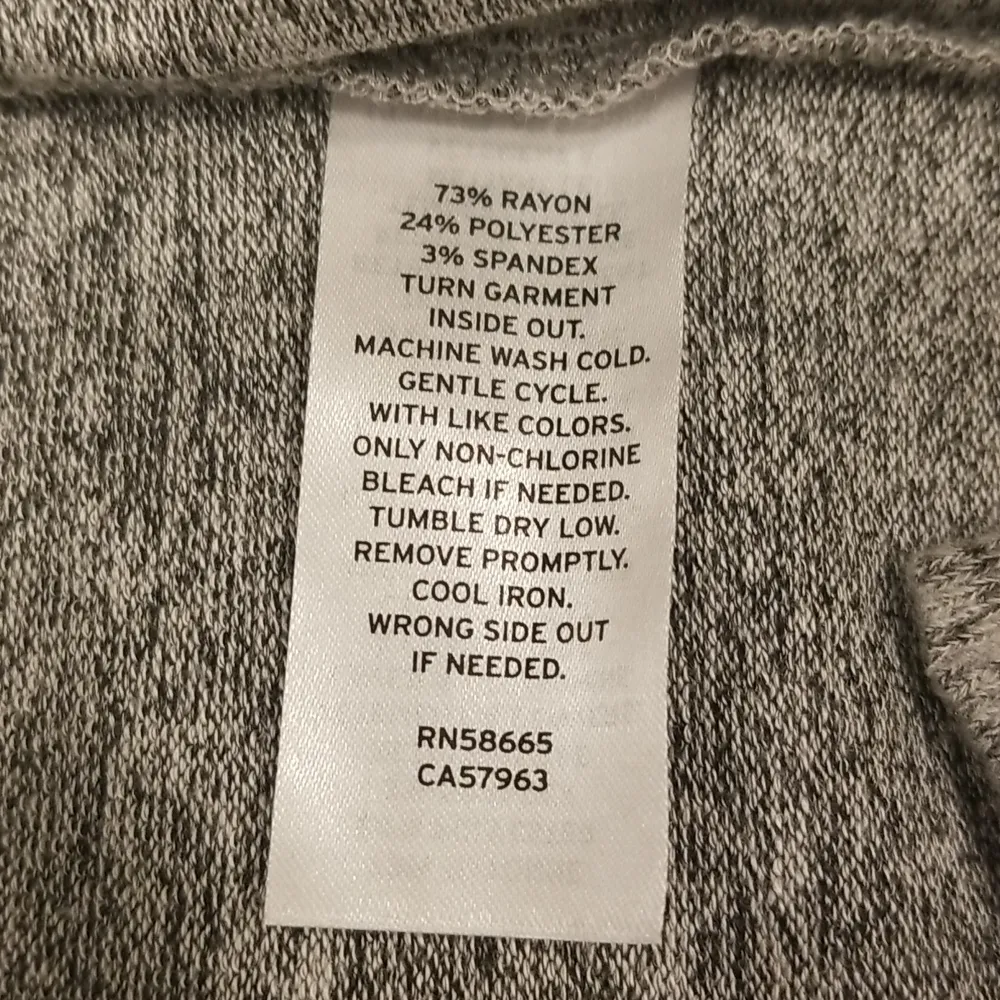 73% RAYON
24% POLYESTER
3% SPANDEX
TURN GARMENT
INSIDE OUT.
MACHINE WASH COLD.
GENTLE CYCLE.
WITH LIKE COLORS.
ONLY NON-CHLORINE
BLEACH IF NEEDED.
TUMBLE DRY LOW.
REMOVE PROMPTLY.
COOL IRON.
WRONG SIDE OUT
IF NEEDED.
RN58665
CA57963